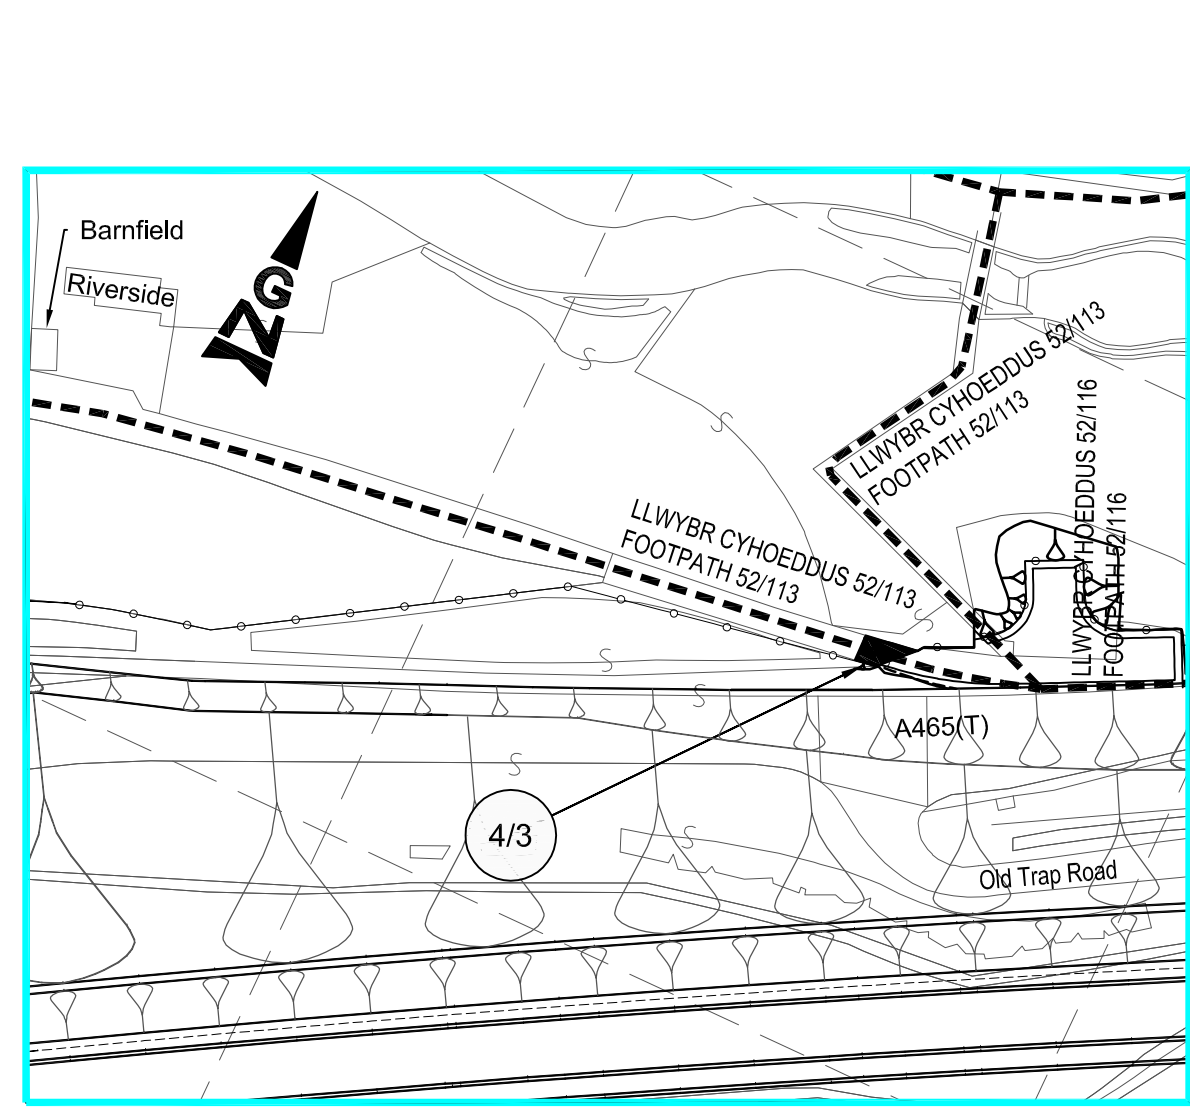 Barnfield
Riverside
G
N
LLWYBR CYHOEDDUS 52/113
FOOTPATH 52/113
LLWYBR CYHOEDDUS 52/116
FOOTPATH 52/116
LLWYBR CYHOEDDUS 52/113
FOOTPATH 52/113
A465(T)
4/3
Old Trap Road